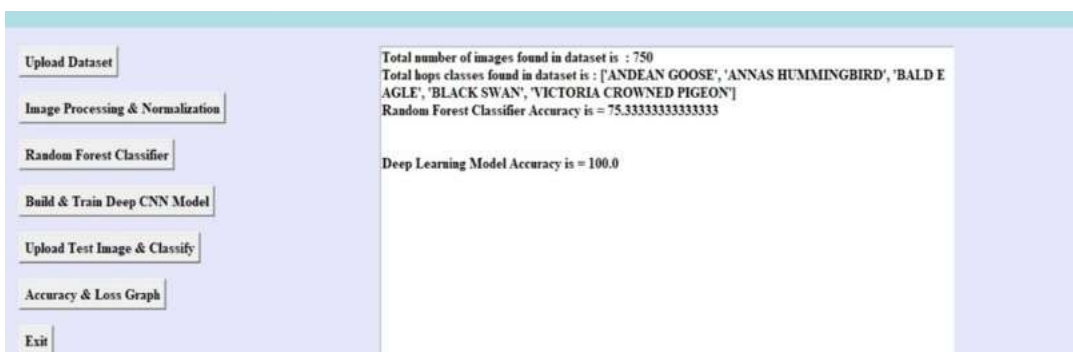 Upload Dataset
Image Processing & Normalization
Random Forest Classifier
Build & Train Deep CNN Model
Upload Test Image & Classify
Accuracy & Loss Graph
Exit
Total number of images found in dataset is : 750
Total hops classes found in dataset is : ['ANDEAN GOOSE', 'ANNAS HUMMINGBIRD', 'BALD E
AGLE', 'BLACK SWAN', 'VICTORIA CROWNED PIGEON']
Random Forest Classifier Accuracy is = 75.33333333333333
Deep Learning Model Accuracy is = 100.0